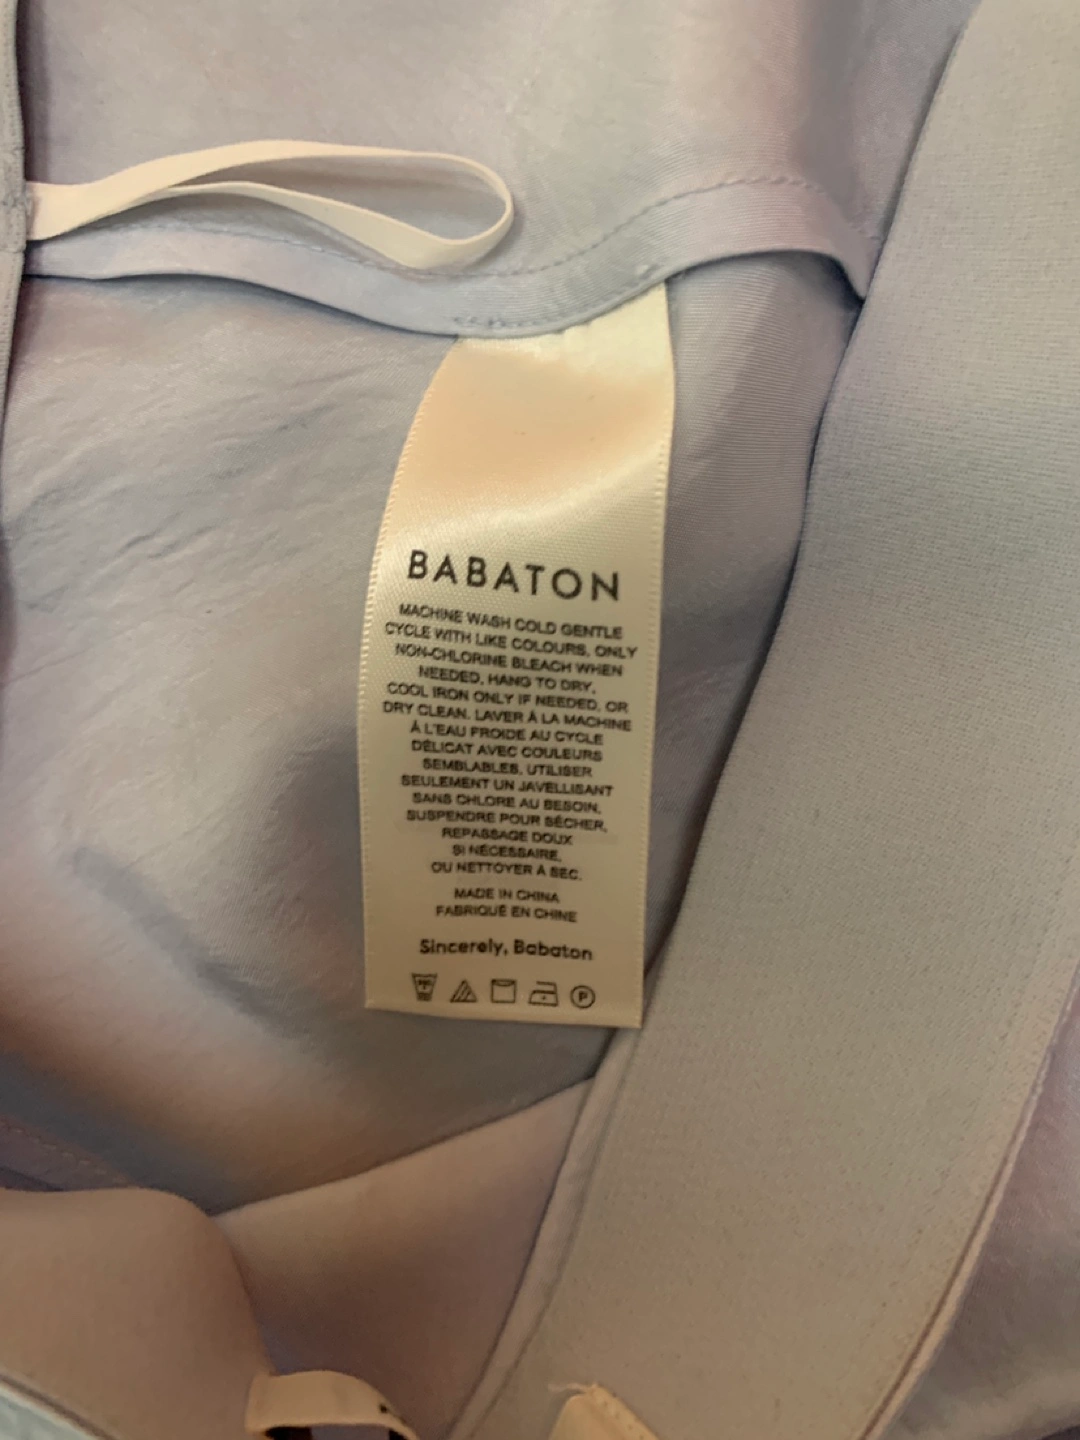 BABATON
MACHINE WASH COLD GENTLE
CYCLE WITH LIKE COLOURS, ONLY
NON-CHLORINE BLEACH WHEN
NEEDED, HANG TO DRY,
COOL IRON ONLY IF NEEDED, OR
DRY CLEAN. LAVER À LA MACHINE
À L'EAU FROIDE AU CYCLE
DÉLICAT AVEC COULEURS
SEMBLABLES, UTILISER
SEULEMENT UN JAVELLISANT
SANS CHLORE AU BESOIN,
SUSPENDRE POUR SÉCHER,
REPASSAGE DOUX
SI NÉCESSAIRE,
OU NETTOYER À SEC.
MADE IN CHINA
FABRIQUÉ EN CHINE
Sincerely, Babaton
P